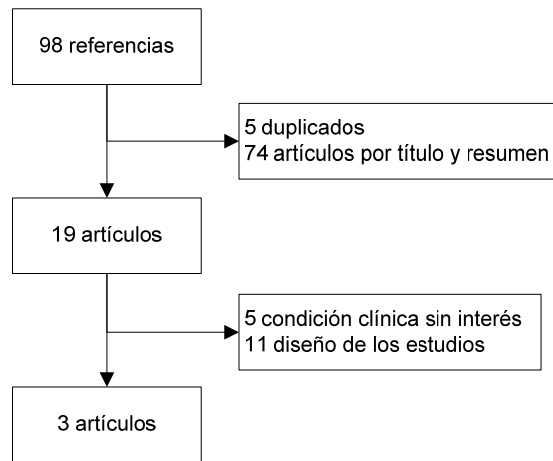 98 referencias
5 duplicados
74 artículos por título y resumen
19 artículos
5 condición clínica sin interés
11 diseño de los estudios
3 artículos